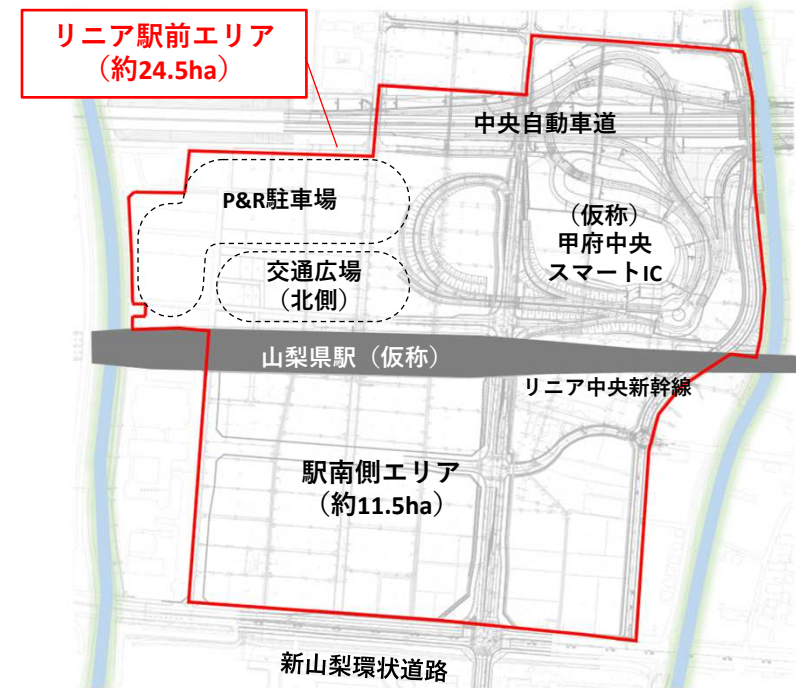 リニア駅前エリア
（約24.5ha）
中央自動車道
P&R駐車場
（仮称）
甲府中央
スマートIC
交通広場
（北側）
山梨県駅（仮称）
リニア中央新幹線
駅南側エリア
（約11.5ha）
新山梨環状道路